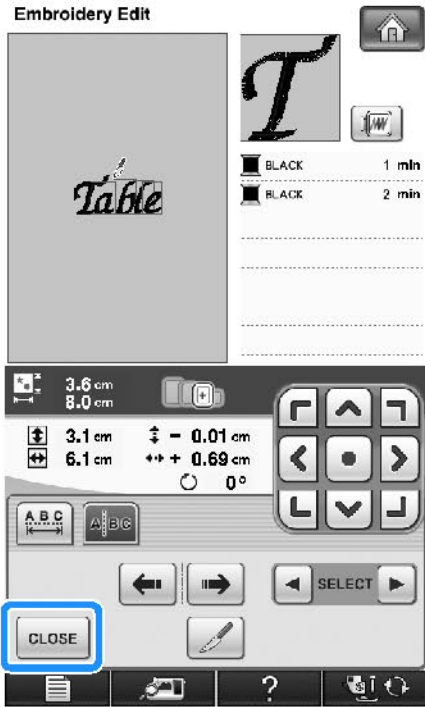 Embroidery Edit
T
BLACK 1 min
Table
BLACK 2 min
3.6 cm
8.0 cm
3.1 cm - 0.01 cm
6.1 cm + 0.69 cm
0°
A B C A B C
SELECT
CLOSE
?